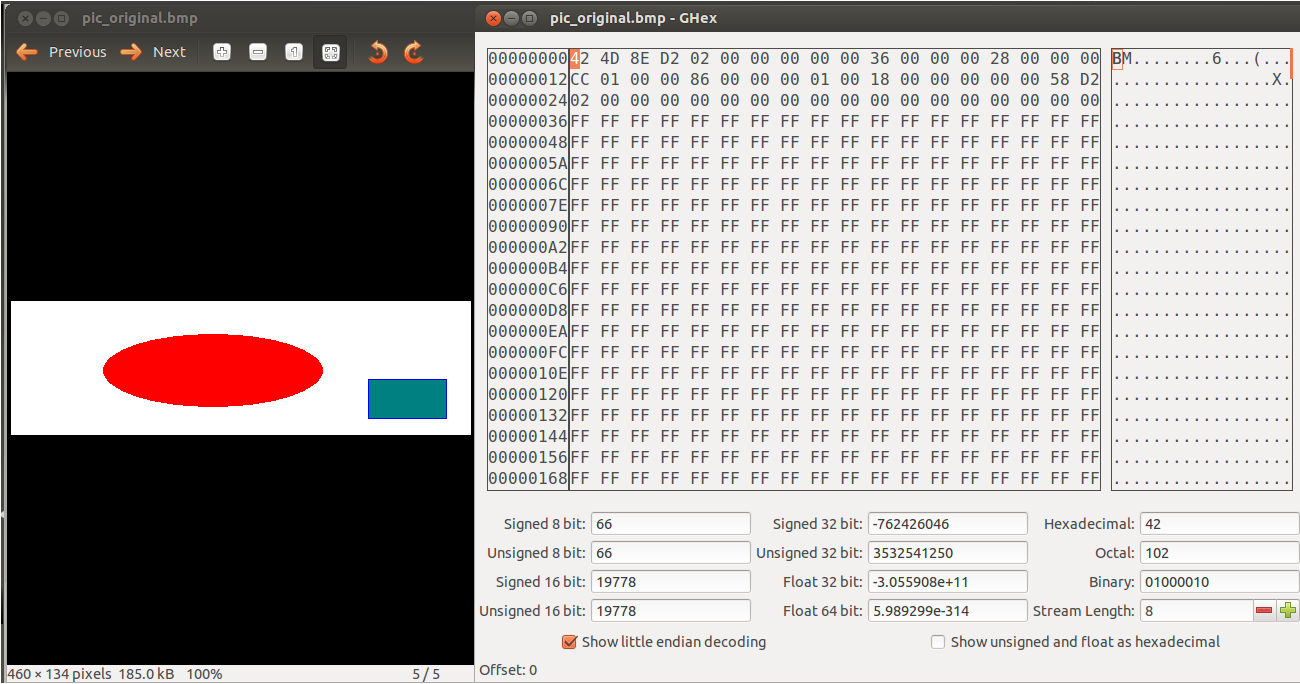 pic_original.bmp
Previous Next
460 × 134 pixels 185.0 kB 100% 5 / 5
pic_original.bmp - GHex
00000000 42 4D 8E D2 02 00 00 00 00 00 36 00 00 00 28 00 00 00 BM........6...(...
00000012 CC 01 00 00 86 00 00 00 01 00 18 00 00 00 00 00 58 D2 ................X.
00000024 02 00 00 00 00 00 00 00 00 00 00 00 00 00 00 00 00 00 ..................
00000036 FF FF FF FF FF FF FF FF FF FF FF FF FF FF FF FF FF FF ..................
00000048 FF FF FF FF FF FF FF FF FF FF FF FF FF FF FF FF FF FF ..................
0000005A FF FF FF FF FF FF FF FF FF FF FF FF FF FF FF FF FF FF ..................
0000006C FF FF FF FF FF FF FF FF FF FF FF FF FF FF FF FF FF FF ..................
0000007E FF FF FF FF FF FF FF FF FF FF FF FF FF FF FF FF FF FF ..................
00000090 FF FF FF FF FF FF FF FF FF FF FF FF FF FF FF FF FF FF ..................
000000A2 FF FF FF FF FF FF FF FF FF FF FF FF FF FF FF FF FF FF ..................
000000B4 FF FF FF FF FF FF FF FF FF FF FF FF FF FF FF FF FF FF ..................
000000C6 FF FF FF FF FF FF FF FF FF FF FF FF FF FF FF FF FF FF ..................
000000D8 FF FF FF FF FF FF FF FF FF FF FF FF FF FF FF FF FF FF ..................
000000EA FF FF FF FF FF FF FF FF FF FF FF FF FF FF FF FF FF FF ..................
000000FC FF FF FF FF FF FF FF FF FF FF FF FF FF FF FF FF FF FF ..................
0000010E FF FF FF FF FF FF FF FF FF FF FF FF FF FF FF FF FF FF ..................
00000120 FF FF FF FF FF FF FF FF FF FF FF FF FF FF FF FF FF FF ..................
00000132 FF FF FF FF FF FF FF FF FF FF FF FF FF FF FF FF FF FF ..................
00000144 FF FF FF FF FF FF FF FF FF FF FF FF FF FF FF FF FF FF ..................
00000156 FF FF FF FF FF FF FF FF FF FF FF FF FF FF FF FF FF FF ..................
00000168 FF FF FF FF FF FF FF FF FF FF FF FF FF FF FF FF FF FF ..................
Signed 8 bit: 66 Signed 32 bit: -762426046 Hexadecimal: 42
Unsigned 8 bit: 66 Unsigned 32 bit: 3532541250 Octal: 102
Signed 16 bit: 19778 Float 32 bit: -3.055908e+11 Binary: 01000010
Unsigned 16 bit: 19778 Float 64 bit: 5.989299e-314 Stream Length: 8
Show little endian decoding Show unsigned and float as hexadecimal
Offset: 0